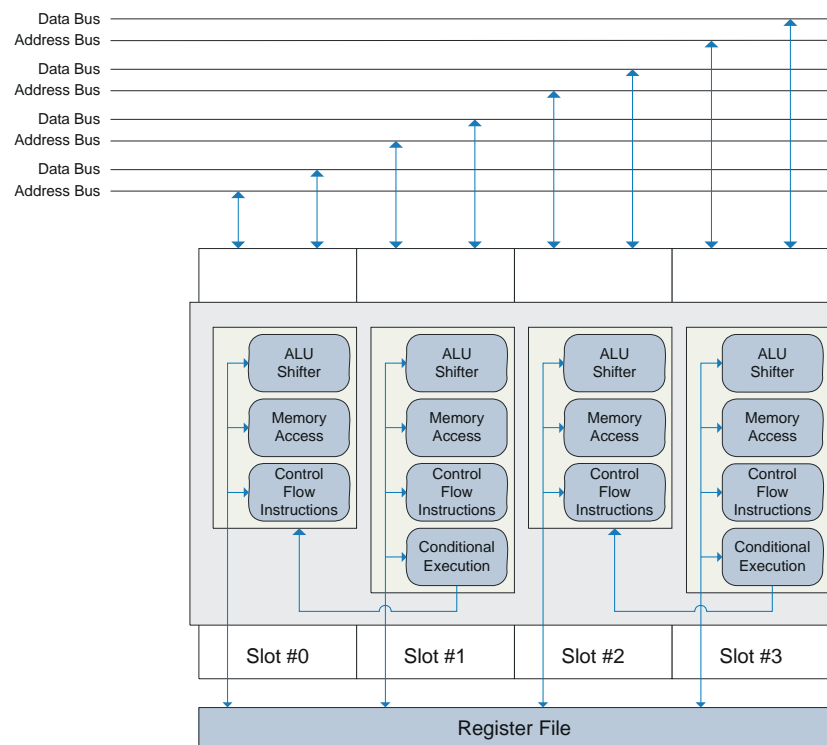 Data Bus
Address Bus
Data Bus
Address Bus
Data Bus
Address Bus
Data Bus
Address Bus
ALU
Shifter
Memory
Access
Control
Flow
Instructions
ALU
Shifter
Memory
Access
Control
Flow
Instructions
Conditional
Execution
ALU
Shifter
Memory
Access
Control
Flow
Instructions
ALU
Shifter
Memory
Access
Control
Flow
Instructions
Conditional
Execution
Slot #0
Slot #1
Slot #2
Slot #3
Register File